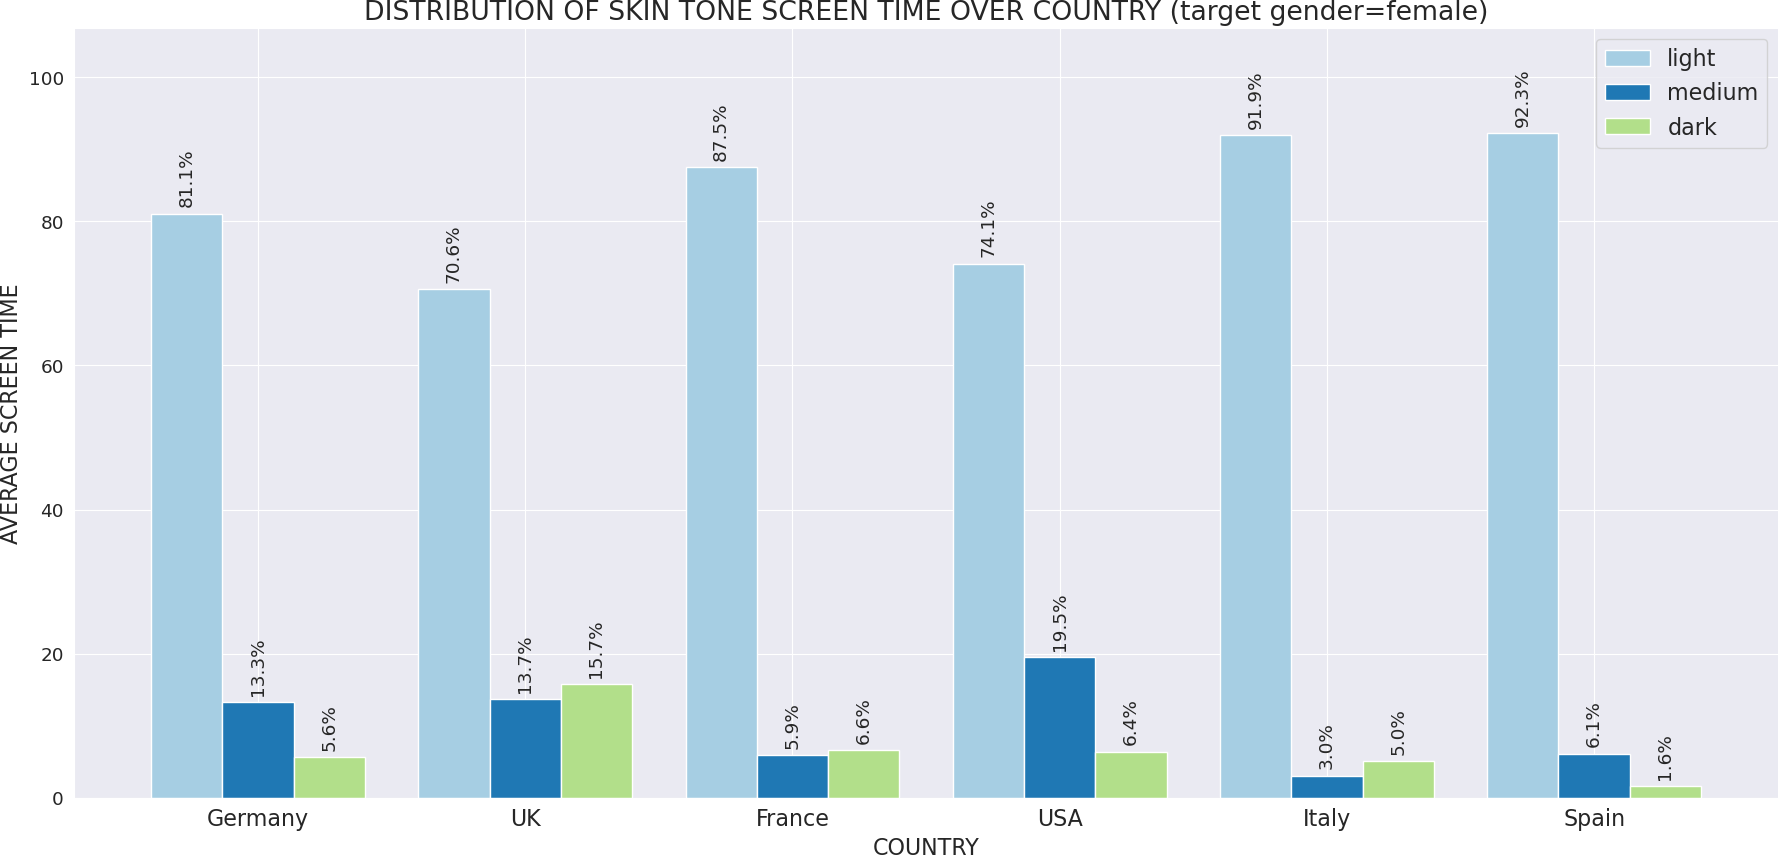 DISTRIBUTION OF SKIN TONE SCREEN TIME OVER COUNTRY (target gender=female)
light
medium
dark
AVERAGE SCREEN TIME
100
80
60
40
20
0
81.1%
13.3%
5.6%
70.6%
13.7%
15.7%
87.5%
5.9%
6.6%
74.1%
19.5%
6.4%
91.9%
3.0%
5.0%
92.3%
6.1%
1.6%
Germany
UK
France
USA
Italy
Spain
COUNTRY